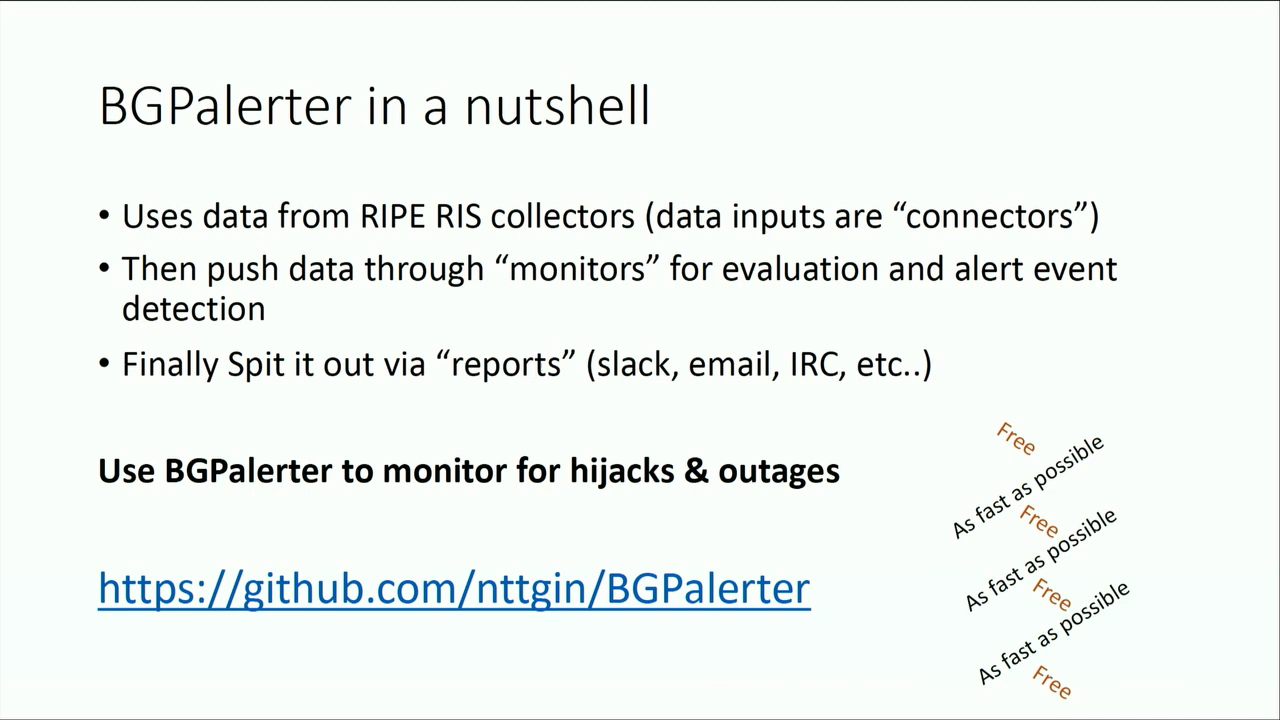 BGPalerter in a nutshell
• Uses data from RIPE RIS collectors (data inputs are “connectors”)
• Then push data through “monitors” for evaluation and alert event
detection
• Finally Spit it out via “reports” (slack, email, IRC, etc..)
Use BGPalerter to monitor for hijacks & outages
https://github.com/nttgin/BGPalerter
Free
As fast as possible
Free
As fast as possible
Free
As fast as possible
Free